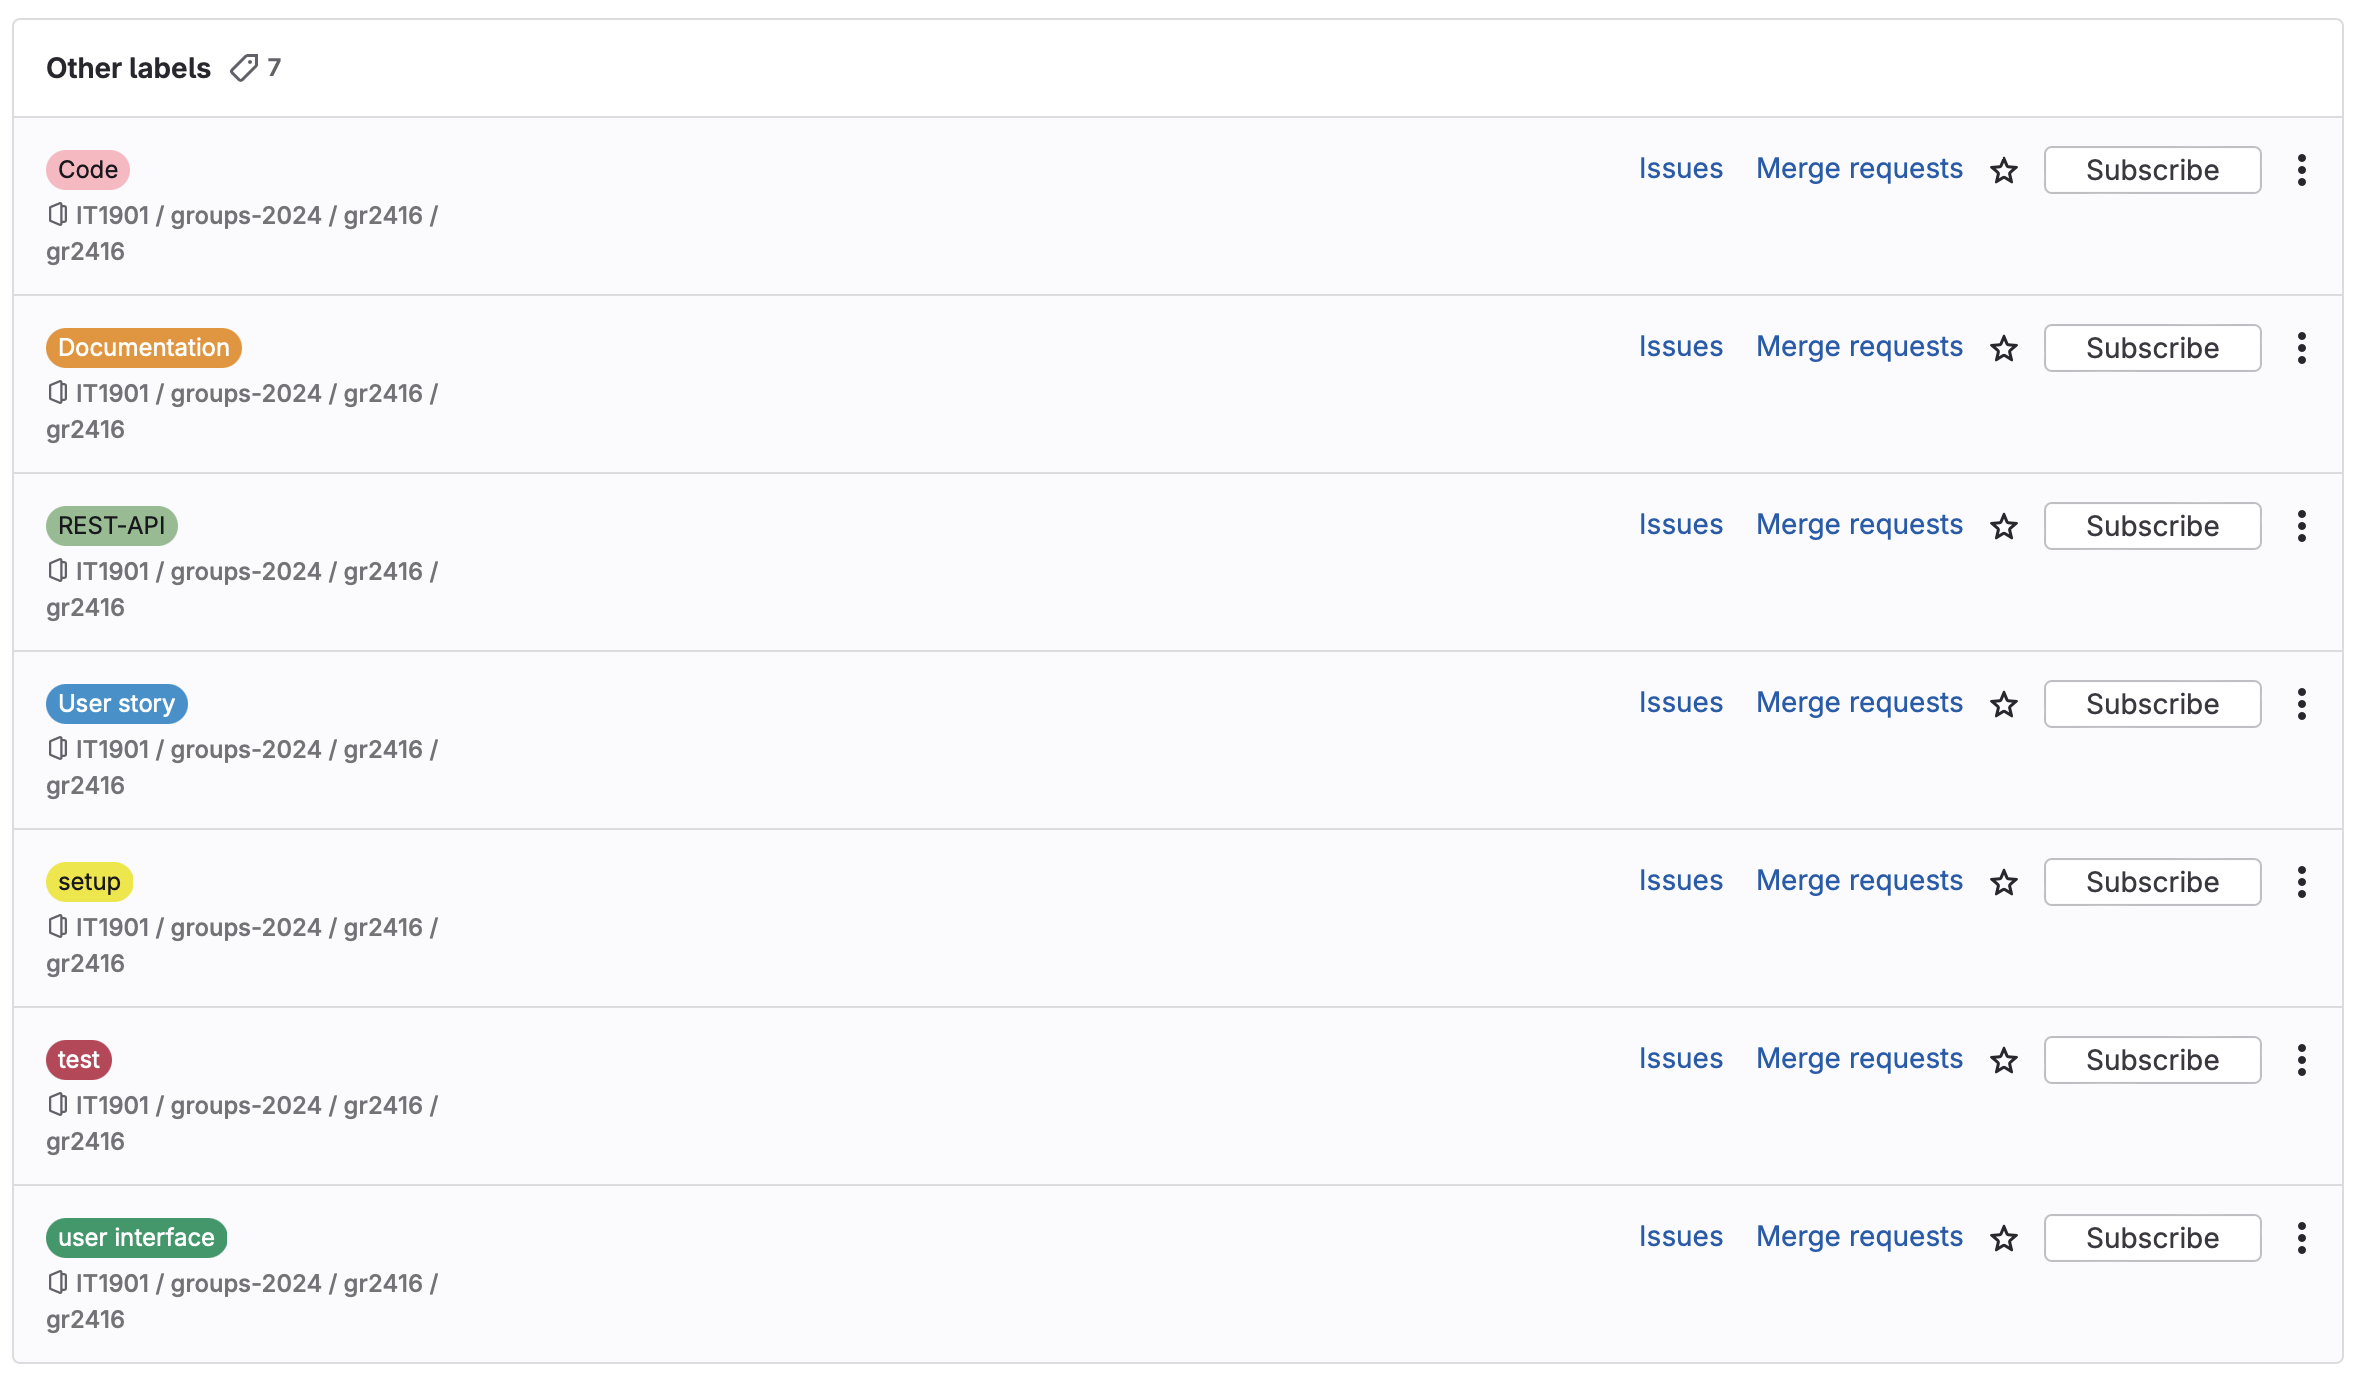 Other labels 7
Code Issues Merge requests Subscribe
IT1901 / groups-2024 / gr2416 /
gr2416
Documentation Issues Merge requests Subscribe
IT1901 / groups-2024 / gr2416 /
gr2416
REST-API Issues Merge requests Subscribe
IT1901 / groups-2024 / gr2416 /
gr2416
User story Issues Merge requests Subscribe
IT1901 / groups-2024 / gr2416 /
gr2416
setup Issues Merge requests Subscribe
IT1901 / groups-2024 / gr2416 /
gr2416
test Issues Merge requests Subscribe
IT1901 / groups-2024 / gr2416 /
gr2416
user interface Issues Merge requests Subscribe
IT1901 / groups-2024 / gr2416 /
gr2416